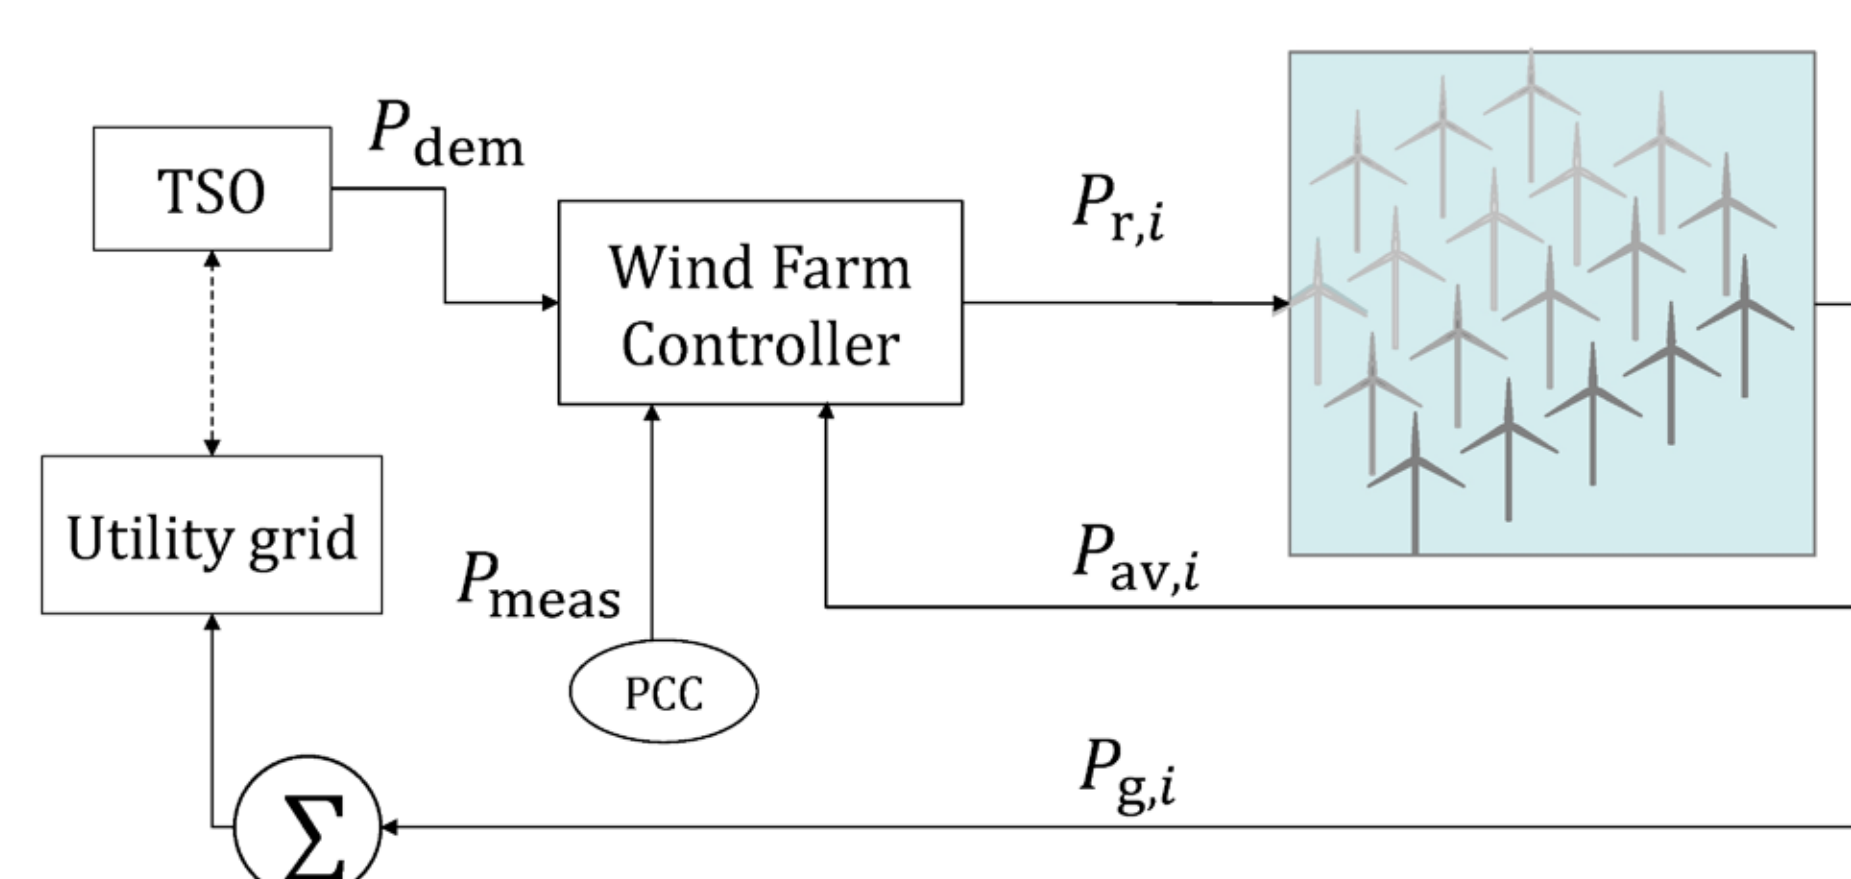 P_dem
TSO
P_r,i
Wind Farm
Controller
Utility grid
P_av,i
P_meas
PCC
P_g,i
Σ